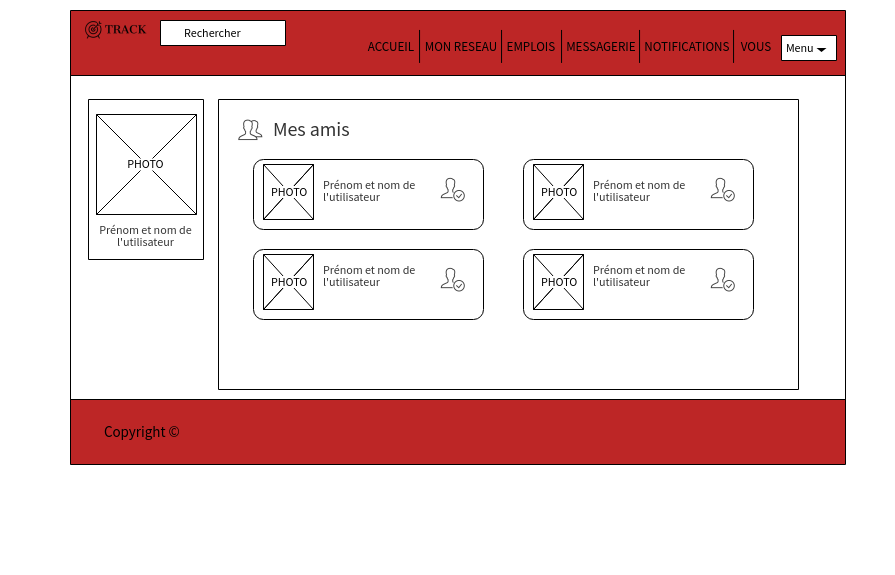 TRACK
Rechercher
ACCUEIL
MON RESEAU
EMPLOIS
MESSAGERIE
NOTIFICATIONS
VOUS
Menu
PHOTO
Prénom et nom de
l'utilisateur
Mes amis
PHOTO
Prénom et nom de
l'utilisateur
PHOTO
Prénom et nom de
l'utilisateur
PHOTO
Prénom et nom de
l'utilisateur
PHOTO
Prénom et nom de
l'utilisateur
Copyright ©